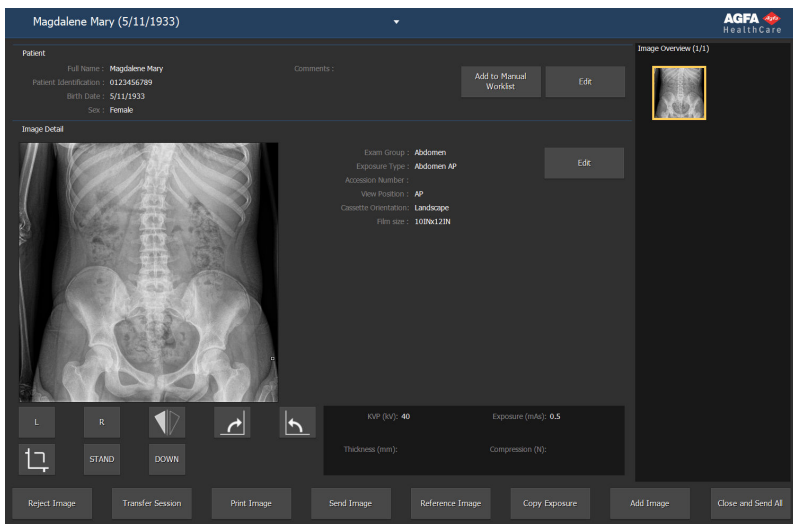 Magdalene Mary (5/11/1933)
AGFA
HealthCare
Patient
Full Name : Magdalene Mary
Patient Identification : 0123456789
Birth Date : 5/11/1933
Sex : Female
Comments :
Add to Manual
Worklist
Edit
Image Overview (1/1)
Image Detail
Exam Group : Abdomen
Exposure Type : Abdomen AP
Accession Number :
View Position : AP
Cassette Orientation: Landscape
Film size : 10INx12IN
Edit
L
R
STAND
DOWN
KVP (kV): 40
Exposure (mAs): 0.5
Thickness (mm):
Compression (N):
Reject Image
Transfer Session
Print Image
Send Image
Reference Image
Copy Exposure
Add Image
Close and Send All